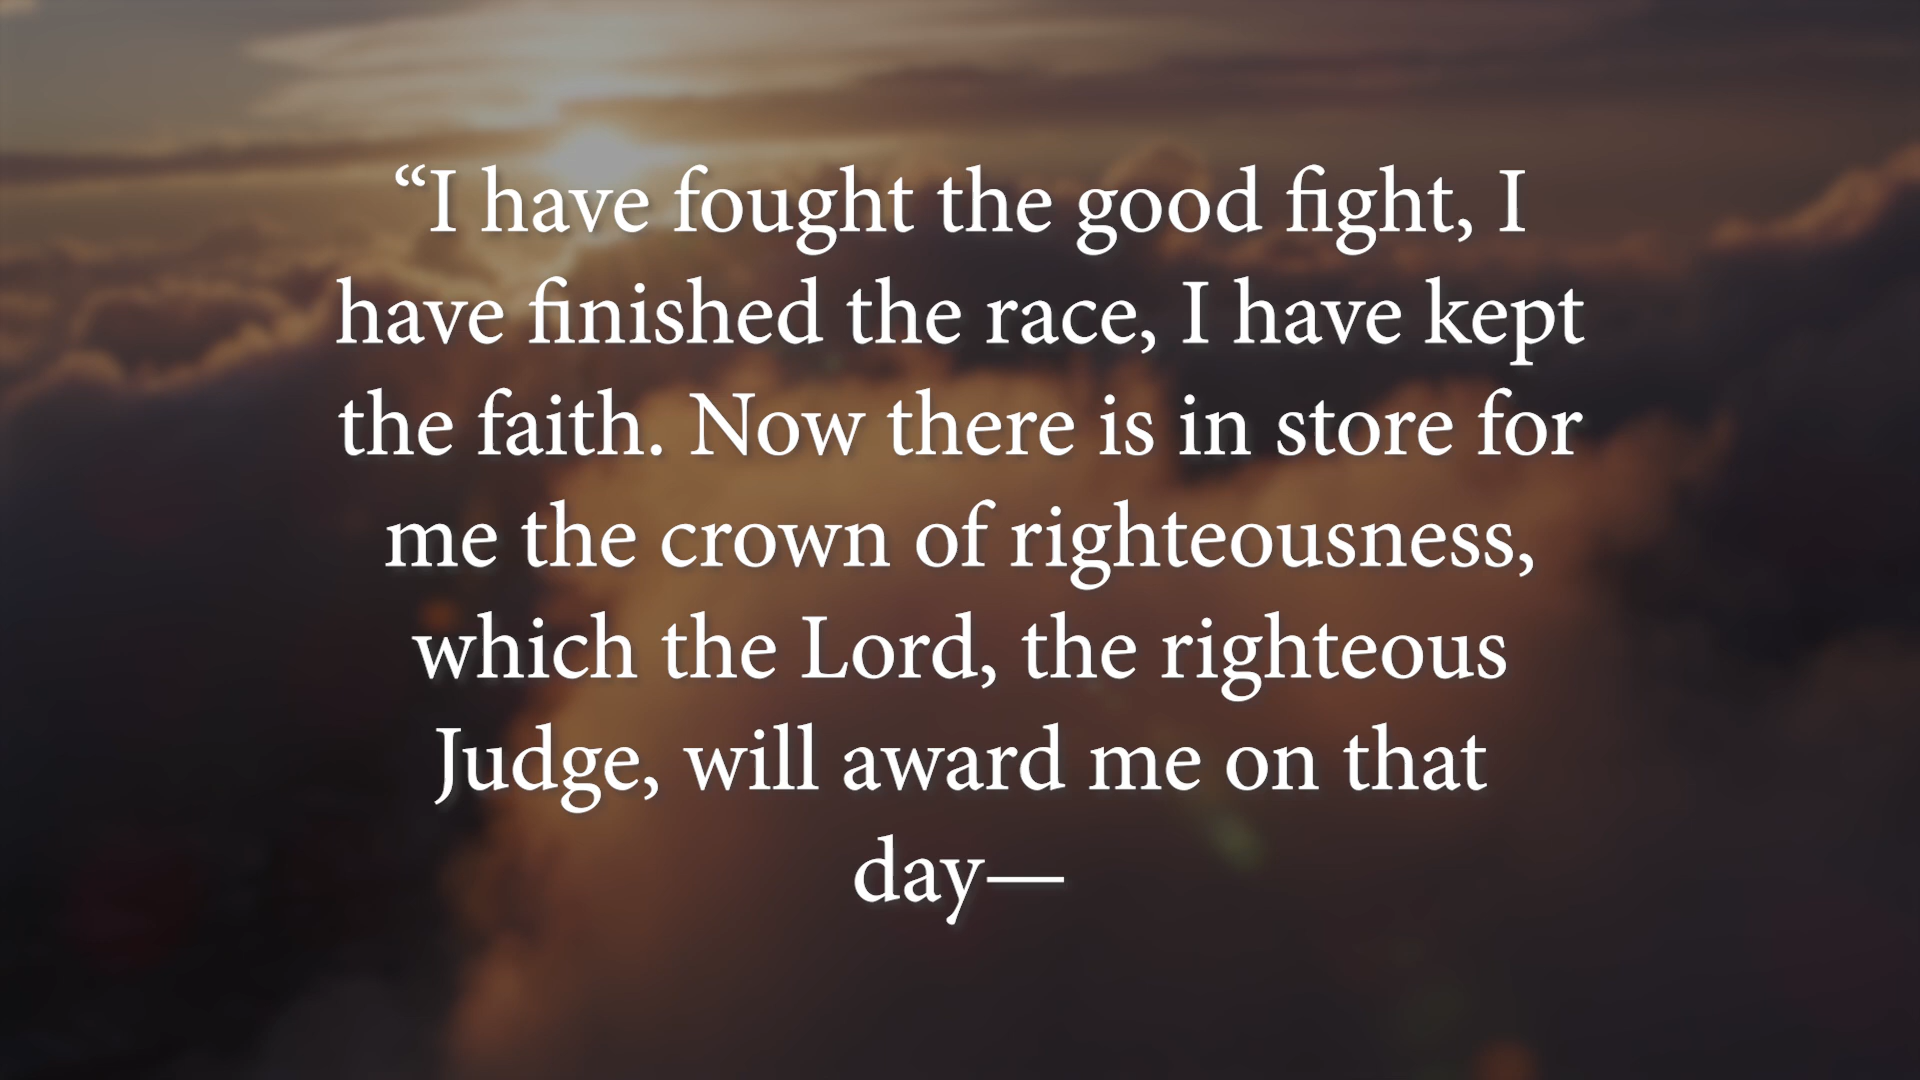 “I have fought the good fight, I
have finished the race, I have kept
the faith. Now there is in store for
me the crown of righteousness,
which the Lord, the righteous
Judge, will award me on that
day—